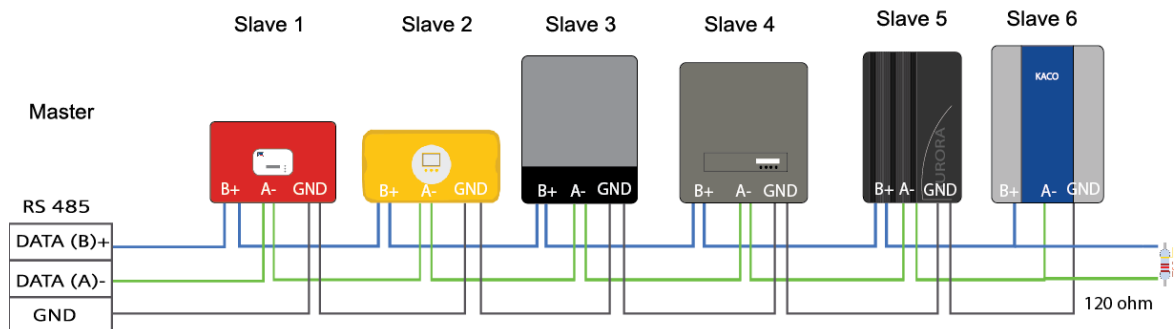 Slave 1
Slave 2
Slave 3
Slave 4
Slave 5
Slave 6
Master
KACO
AURORA
B+ A- GND
B+ A- GND
B+ A- GND
B+ A- GND
B+ A- GND
B+ A- GND
RS 485
DATA (B)+
DATA (A)-
GND
120 ohm